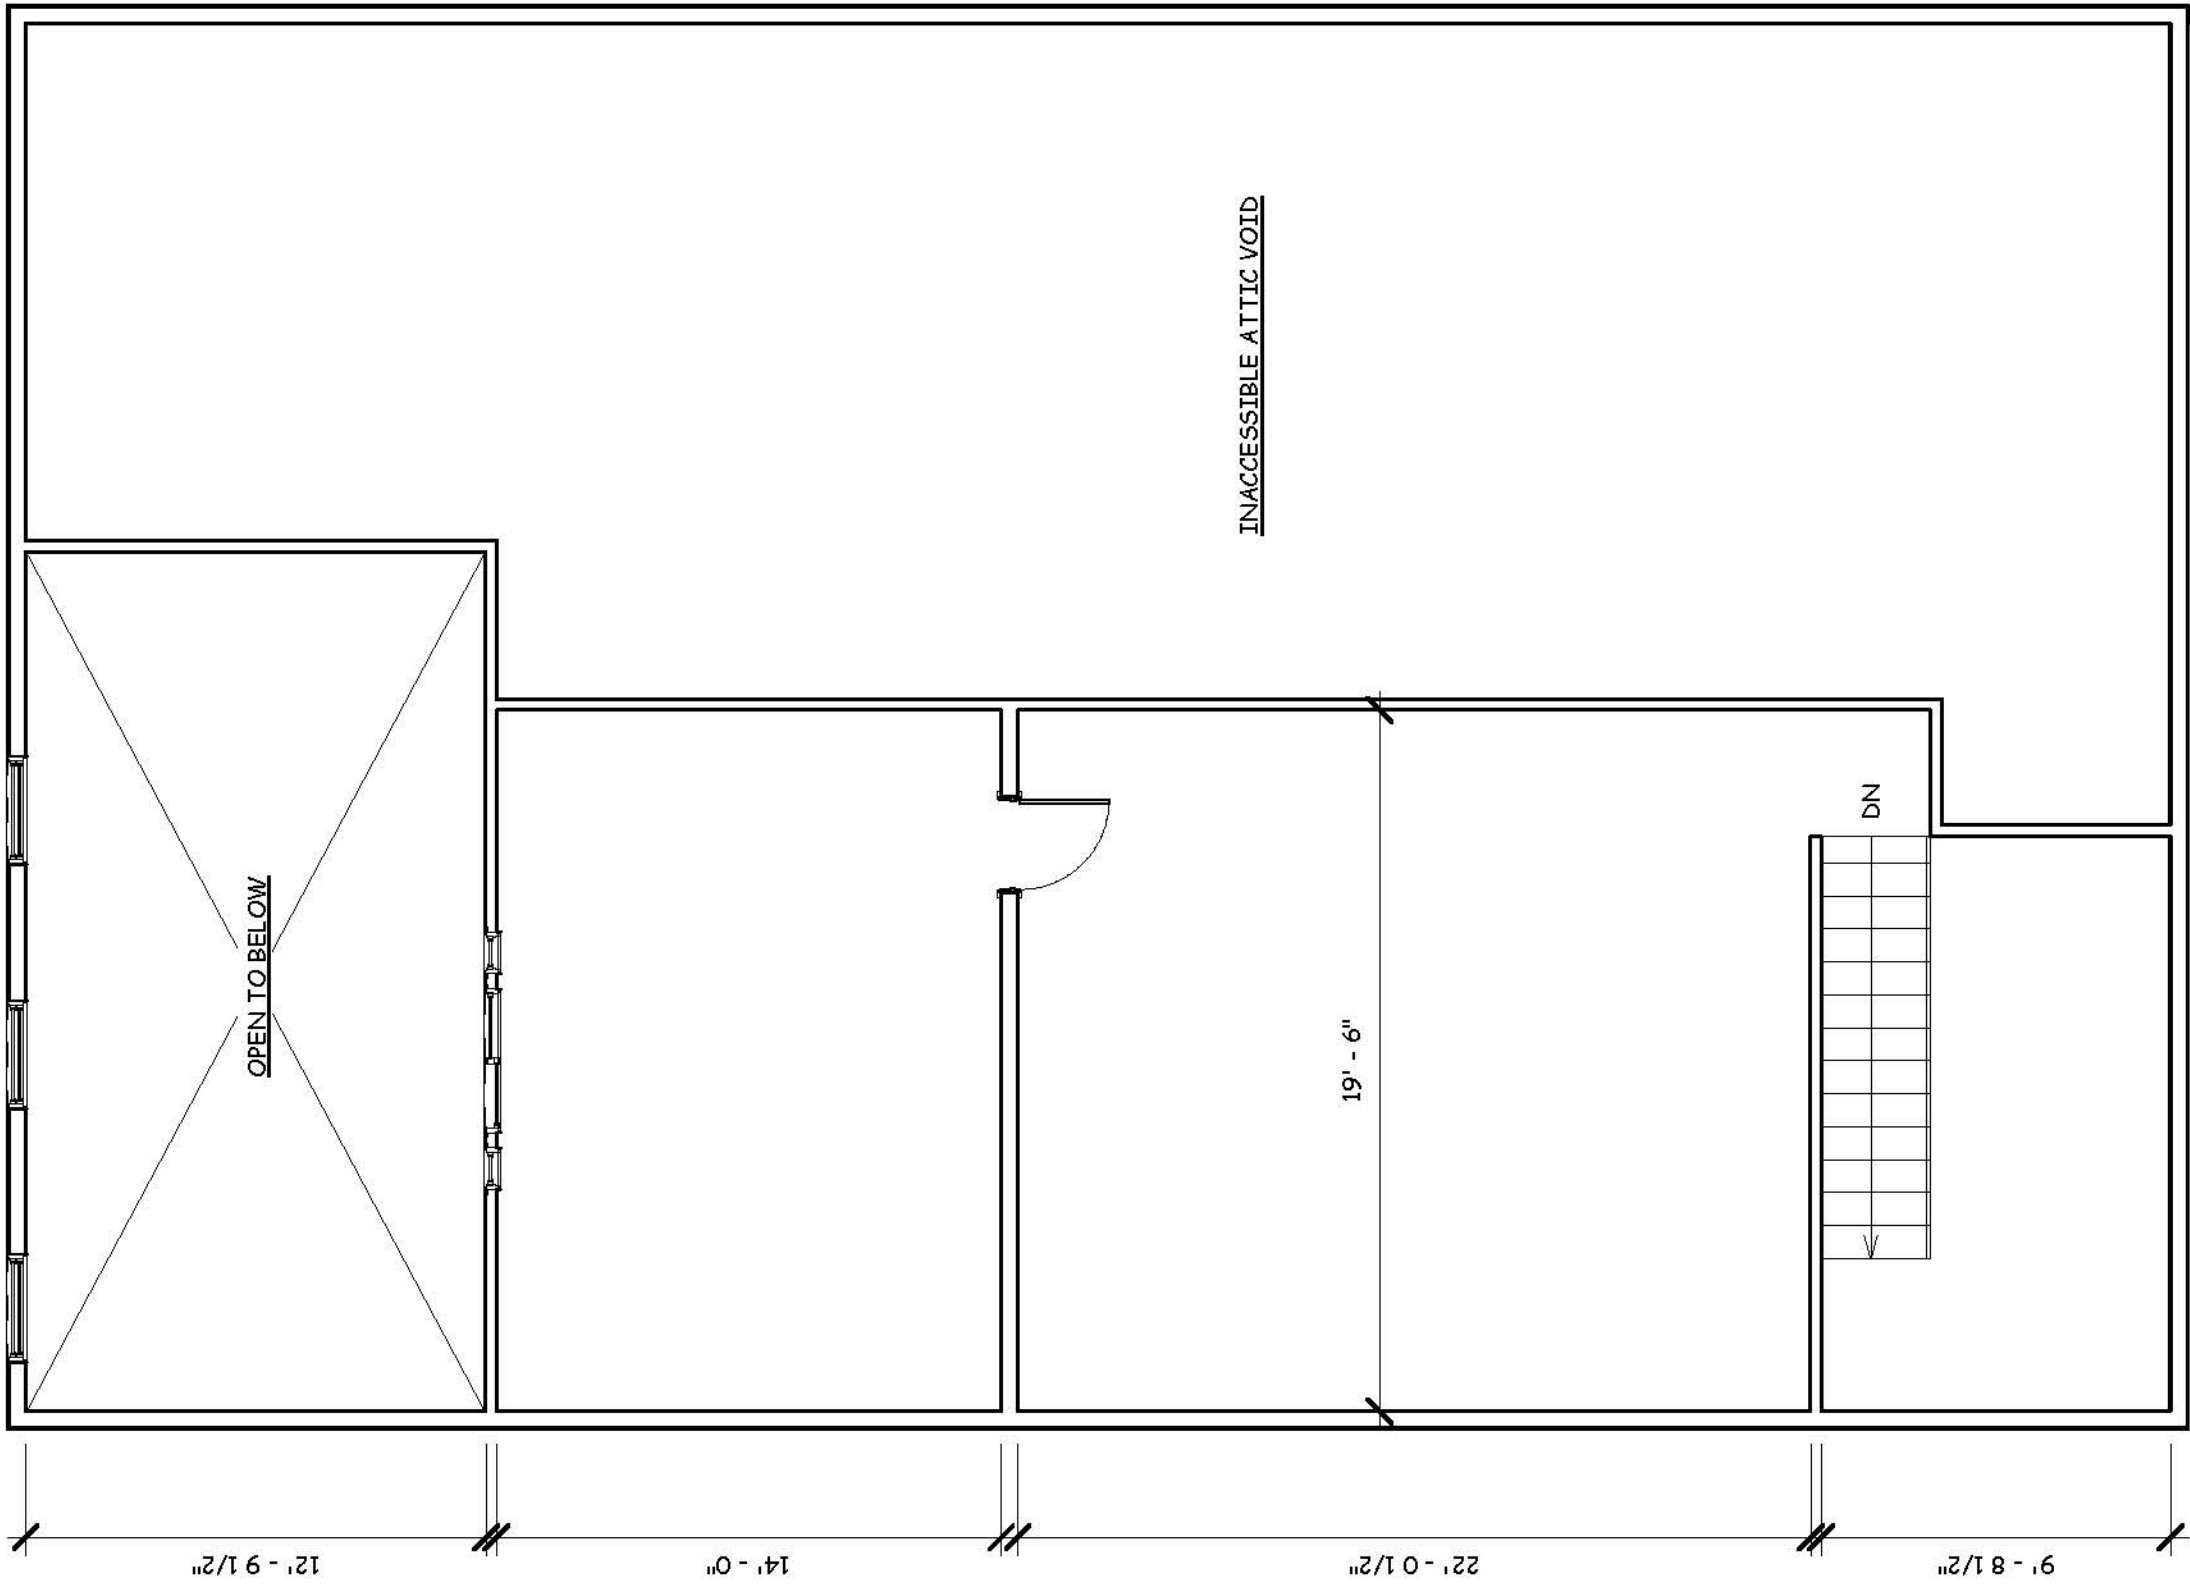 INACCESSIBLE ATTIC VOID
OPEN TO BELOW
DN
19' - 6"
12' - 9 1/2"
14' - 0"
22' - 0 1/2"
9' - 8 1/2"